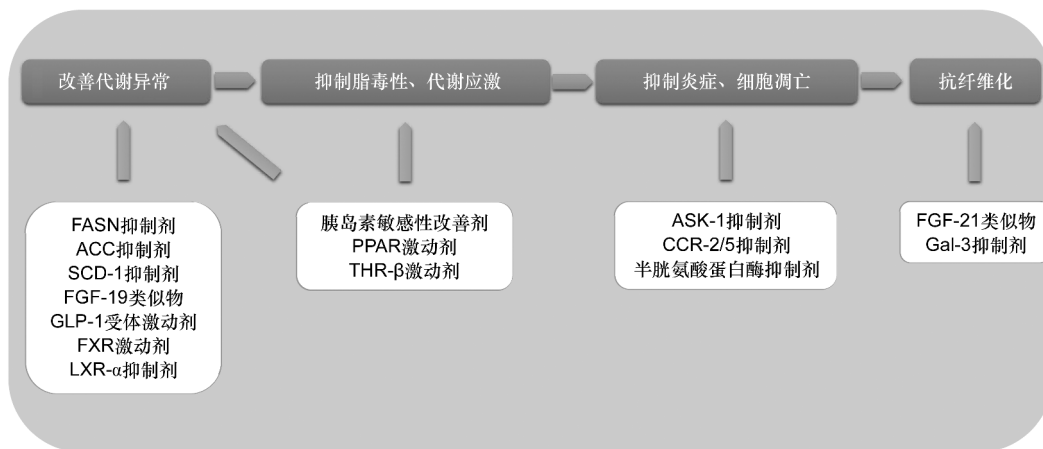 改善代谢异常
抑制脂毒性、代谢应激
抑制炎症、细胞凋亡
抗纤维化
FASN抑制剂
ACC抑制剂
SCD-1抑制剂
FGF-19类似物
GLP-1受体激动剂
FXR激动剂
LXR-α抑制剂
胰岛素敏感性改善剂
PPAR激动剂
THR-β激动剂
ASK-1抑制剂
CCR-2/5抑制剂
半胱氨酸蛋白酶抑制剂
FGF-21类似物
Gal-3抑制剂